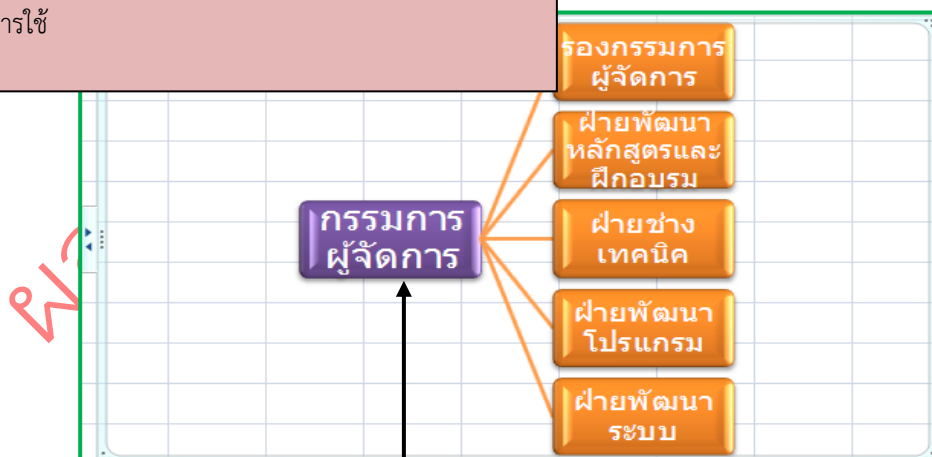 ารใช้
รองกรรมการ
ผู้จัดการ
ฝ่ายพัฒนา
หลักสูตรและ
ฝึกอบรม
กรรมการ
ผู้จัดการ
ฝ่ายช่าง
เทคนิค
ฝ่ายพัฒนา
โปรแกรม
ฝ่ายพัฒนา
ระบบ